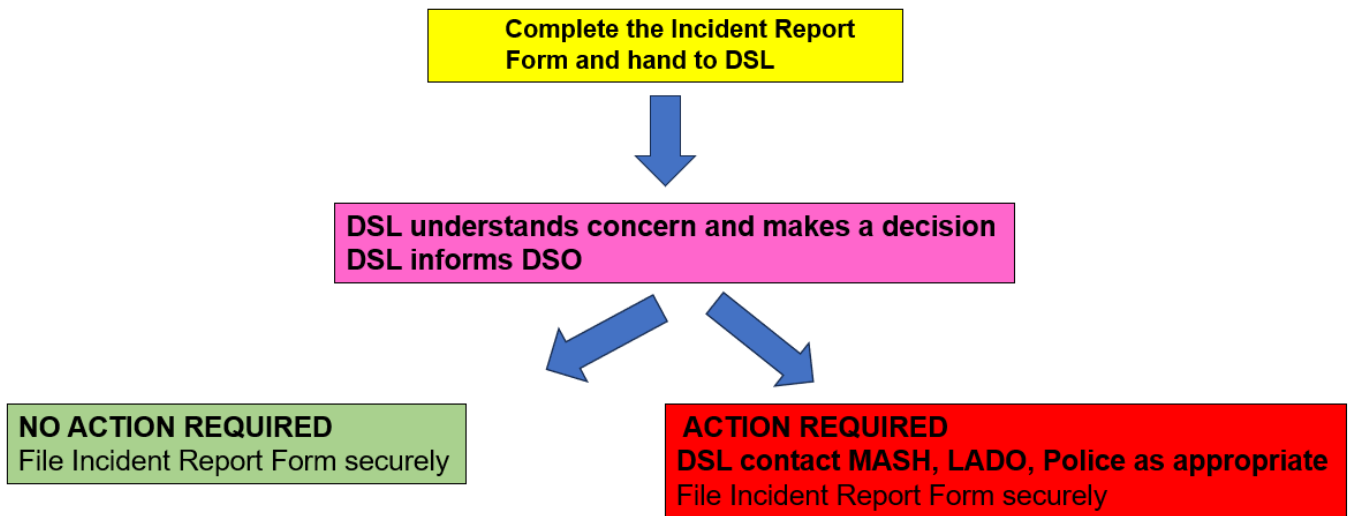 Complete the Incident Report
Form and hand to DSL
DSL understands concern and makes a decision
DSL informs DSO
NO ACTION REQUIRED
File Incident Report Form securely
ACTION REQUIRED
DSL contact MASH, LADO, Police as appropriate
File Incident Report Form securely